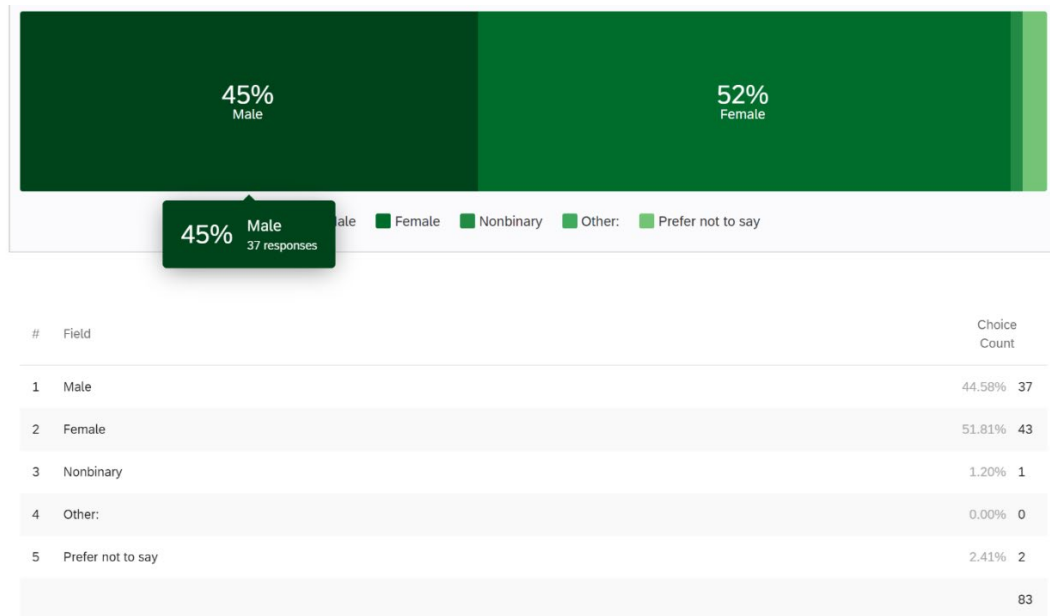 45%
Male
52%
Female
45% Male
37 responses
ale Female Nonbinary Other: Prefer not to say
# Field Choice
Count
1 Male 44.58% 37
2 Female 51.81% 43
3 Nonbinary 1.20% 1
4 Other: 0.00% 0
5 Prefer not to say 2.41% 2
83